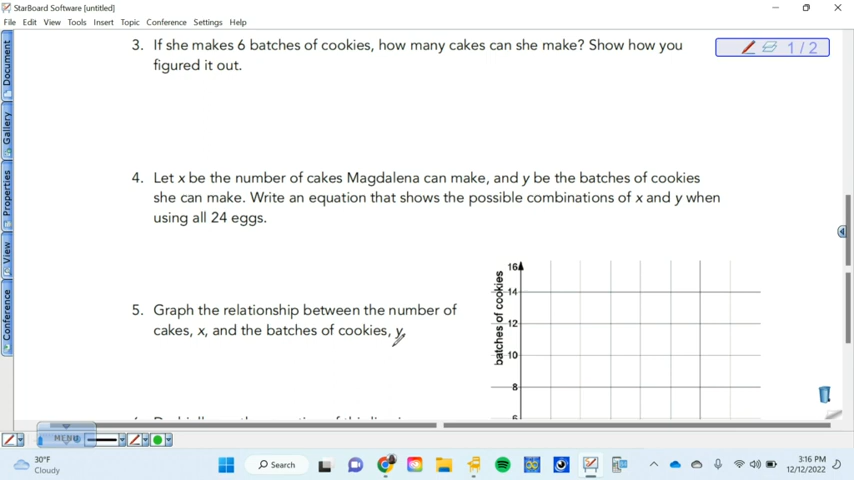 StarBoard Software [untitled]
File Edit View Tools Insert Topic Conference Settings Help
Document
Gallery
Properties
View
Conference
1 / 2
3. If she makes 6 batches of cookies, how many cakes can she make? Show how you
figured it out.
4. Let x be the number of cakes Magdalena can make, and y be the batches of cookies
she can make. Write an equation that shows the possible combinations of x and y when
using all 24 eggs.
5. Graph the relationship between the number of
cakes, x, and the batches of cookies, y.
batches of cookies
16
14
12
10
8
6
MENU
30°F
Cloudy
Search
3:16 PM
12/12/2022